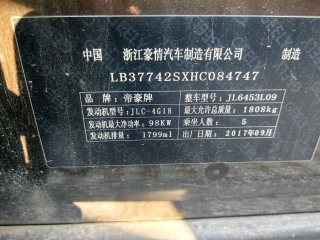 中国 浙江豪情汽车制造有限公司 制造
LB37742SXHC084747
品牌:帝豪牌 整车型号:JL6453L09
发动机型号:JLC-4G18 最大允许总质量:1808kg
发动机最大净功率:98KW 乘坐人数:5
发动机排量:1799ml 出厂日期:2017年09月